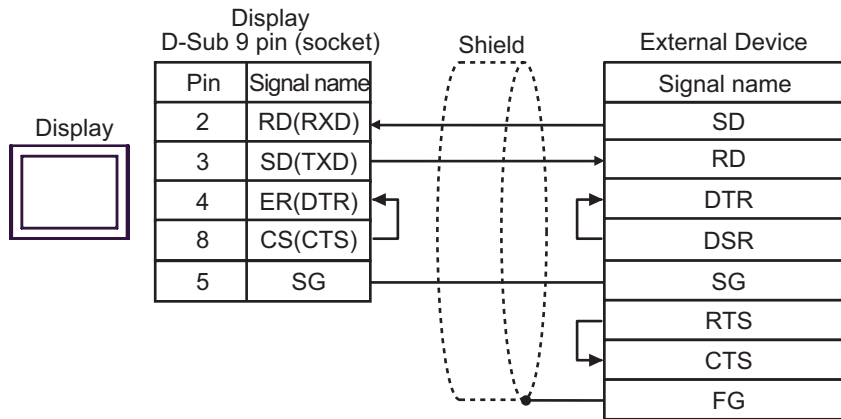 Display
D-Sub 9 pin (socket)
Shield
External Device
Pin Signal name
Signal name
Display
2 RD(RXD)
SD
3 SD(TXD)
RD
4 ER(DTR)
DTR
8 CS(CTS)
DSR
5 SG
SG
RTS
CTS
FG